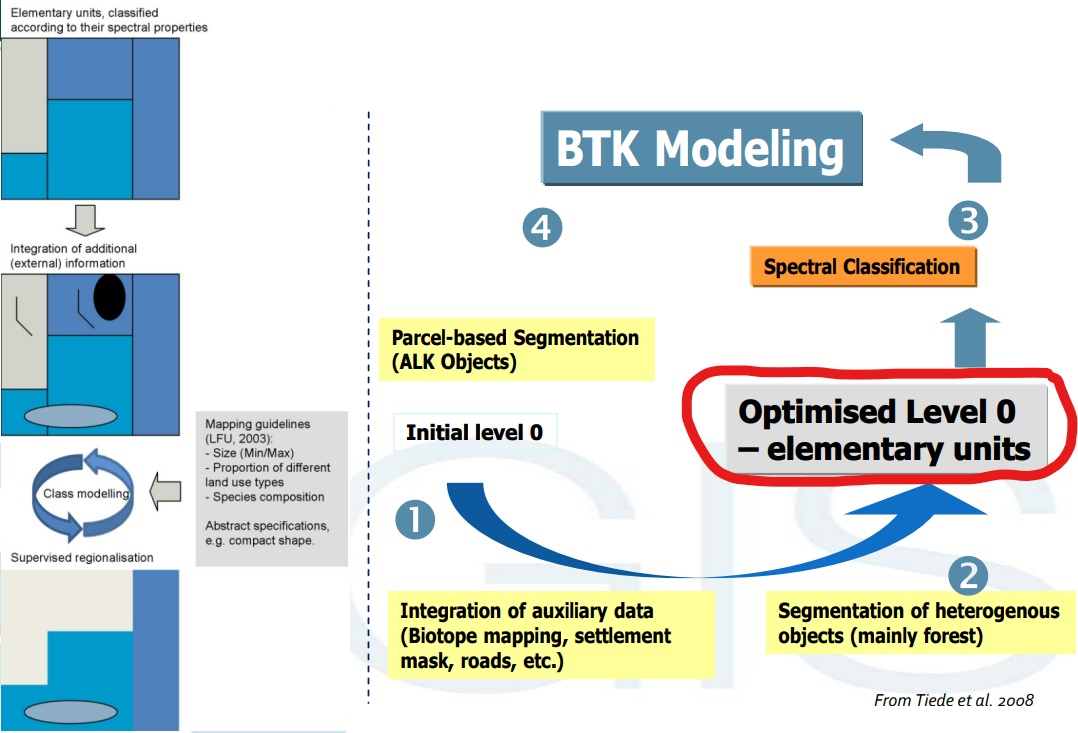 Elementary units, classified
according to their spectral properties
Integration of additional
(external) information
Mapping guidelines
(LFU, 2003):
- Size (Min/Max)
- Proportion of different
land use types
- Species composition
Abstract specifications,
e.g. compact shape.
Class modelling
Supervised regionalisation
BTK Modeling
4
3
Spectral Classification
Parcel-based Segmentation
(ALK Objects)
Optimised Level 0
– elementary units
Initial level 0
1
2
Integration of auxiliary data
(Biotope mapping, settlement
mask, roads, etc.)
Segmentation of heterogenous
objects (mainly forest)
GIS
From Tiede et al. 2008